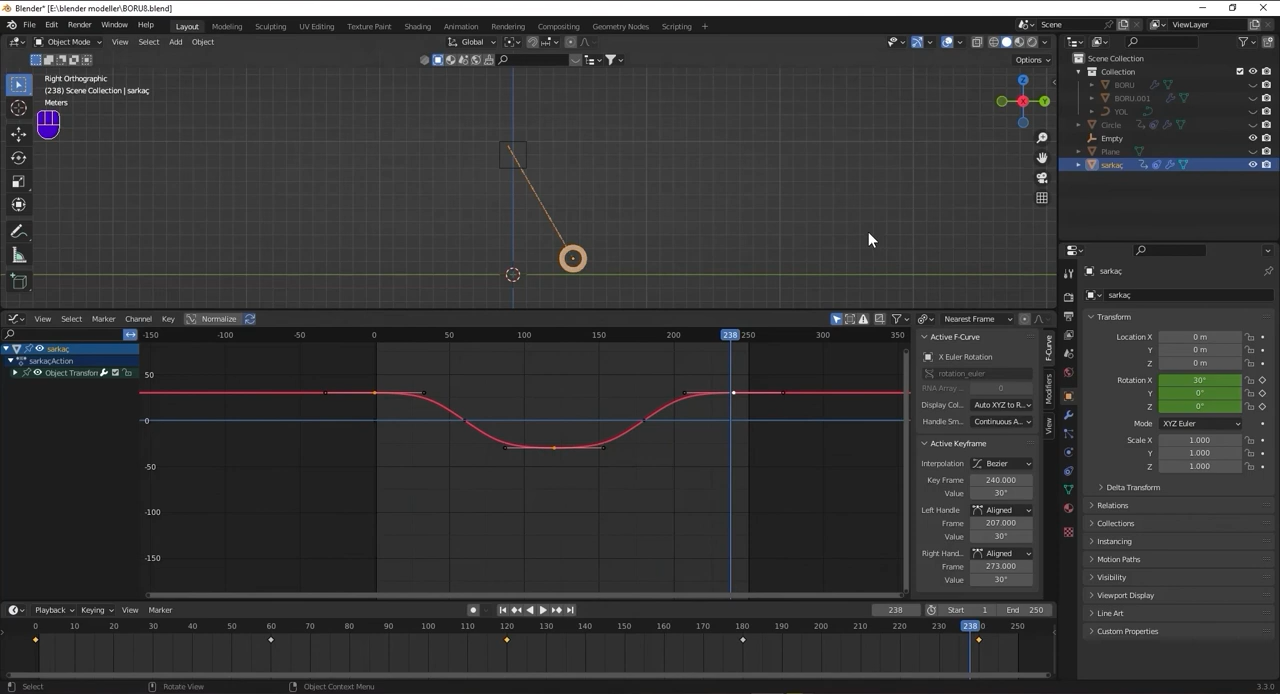 Blender* [E:\blender modeller\BORU8.blend]
File Edit Render Window Help Layout Modeling Sculpting UV Editing Texture Paint Shading Animation Rendering Compositing Geometry Nodes Scripting + Scene ViewLayer
Object Mode View Select Add Object Global
Options
Right Orthographic
(238) Scene Collection | sarkaç
Meters
Z
Y
X
Scene Collection
Collection
BORU
BORU.001
YOL
Circle
Empty
Plane
sarkaç
View Select Marker Channel Key Normalize Nearest Frame
-150 -100 -50 0 50 100 150 200 238 250 300 350
sarkaç
sarkaçAction
Object Transfor
50
0
-50
-100
-150
Active F-Curve
X Euler Rotation
rotation_euler
RNA Array ... 0
Display Col... Auto XYZ to R...
Handle Sm... Continuous A...
Active Keyframe
Interpolation Bezier
Key Frame 240.000
Value 30°
Left Handle Aligned
Frame 207.000
Value 30°
Right Hand... Aligned
Frame 273.000
Value 30°
F-Curve
Modifiers
View
sarkaç
sarkaç
Transform
Location X 0 m
Y 0 m
Z 0 m
Rotation X 30°
Y 0°
Z 0°
Mode XYZ Euler
Scale X 1.000
Y 1.000
Z 1.000
Delta Transform
Relations
Collections
Instancing
Motion Paths
Visibility
Viewport Display
Line Art
Custom Properties
Playback Keying View Marker 238 Start 1 End 250
0 10 20 30 40 50 60 70 80 90 100 110 120 130 140 150 160 170 180 190 200 210 220 230 238 250
Select Rotate View Object Context Menu 3.3.0